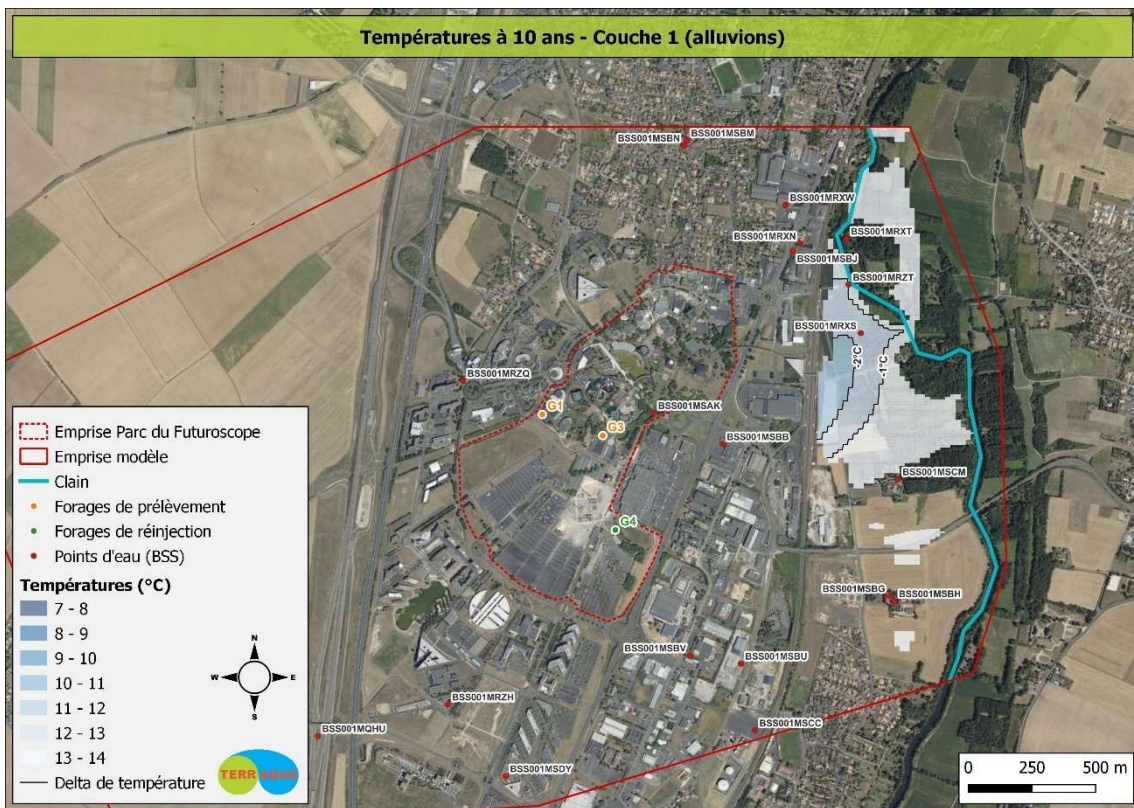 Températures à 10 ans - Couche 1 (alluvions)
BSS001MSBN
BSS001MSBM
BSS001MRXW
BSS001MRXN
BSS001MRXT
BSS001MSBJ
BSS001MRZT
BSS001MRXS
-2°C
-1°C
BSS001MRZQ
G1
BSS001MSAK
G3
BSS001MSBB
BSS001MSCM
G4
BSS001MSBG
BSS001MSBH
BSS001MSBV
BSS001MSBU
BSS001MRZH
BSS001MQHU
BSS001MSCC
BSS001MSDY
Emprise Parc du Futuroscope
Emprise modèle
Clain
Forages de prélèvement
Forages de réinjection
Points d'eau (BSS)
Températures (°C)
7 - 8
8 - 9
9 - 10
10 - 11
11 - 12
12 - 13
13 - 14
Delta de température
N
W
E
S
TERRAQUA
0 250 500 m